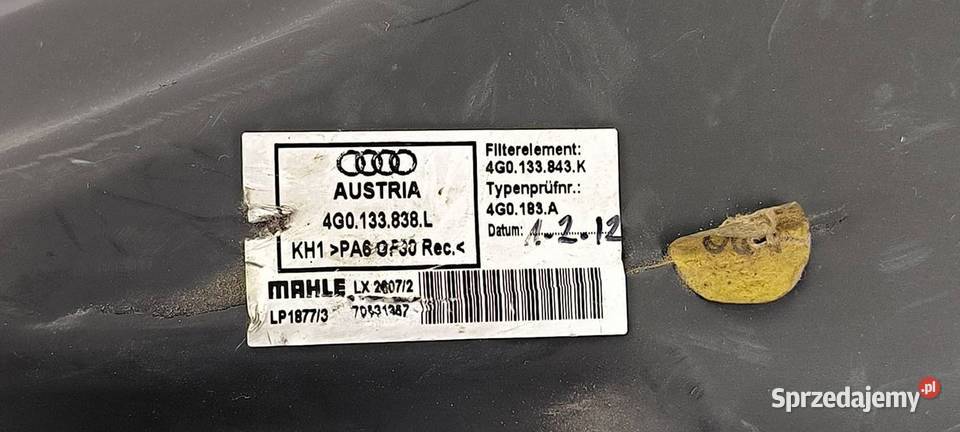 AUSTRIA
4G0.133.838.L
KH1 >PA6 GF30 Rec.<
Filterelement:
4G0.133.843.K
Typenprüfnr.:
4G0.183.A
Datum: 1.2.12
MAHLE LX 2607/2
LP1877/3 70531387
Sprzedajemy.pl